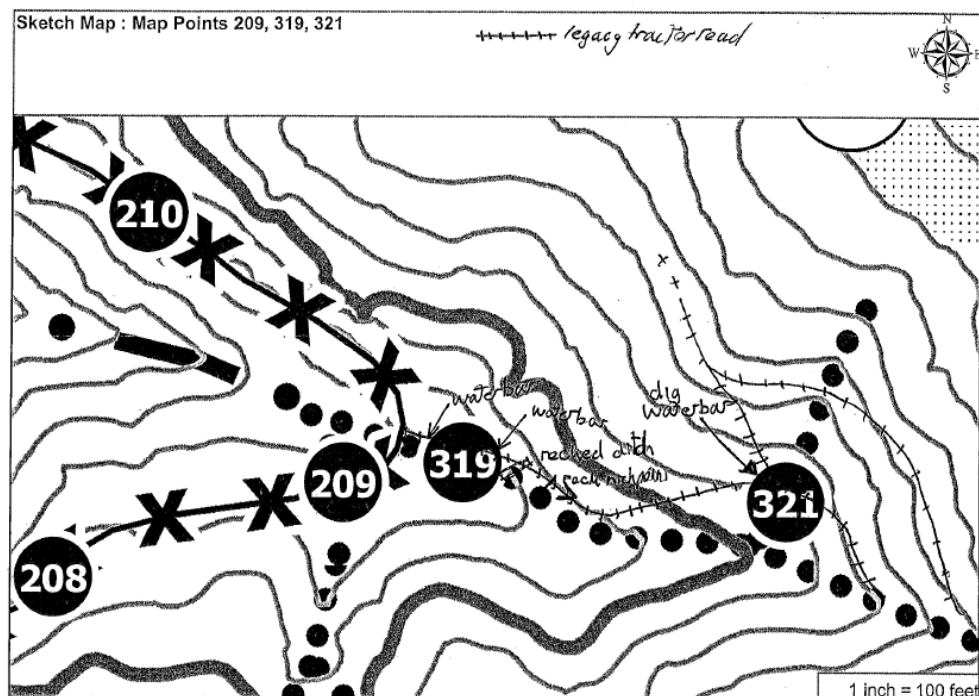 Sketch Map : Map Points 209, 319, 321
legacy tractor road
N
W E
S
210
waterbar
waterbar
dig
waterbar
rocked ditch
319
209
321
208
1 inch = 100 feet